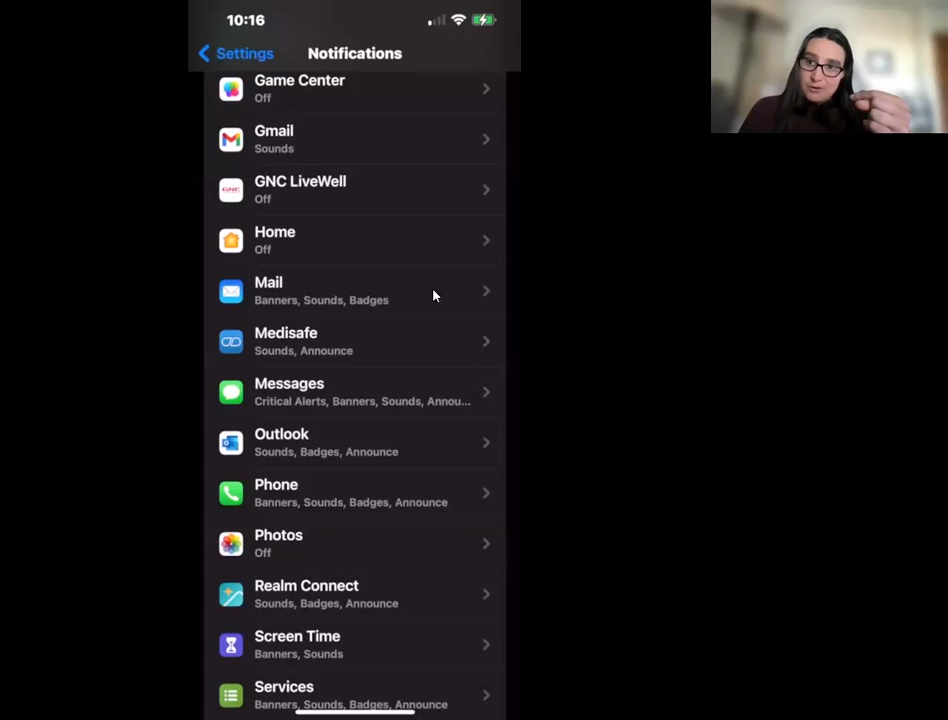 10:16
Settings
Notifications
Game Center
Off
Gmail
Sounds
GNC
GNC LiveWell
Off
Home
Off
Mail
Banners, Sounds, Badges
Medisafe
Sounds, Announce
Messages
Critical Alerts, Banners, Sounds, Annou...
Outlook
Sounds, Badges, Announce
Phone
Banners, Sounds, Badges, Announce
Photos
Off
Realm Connect
Sounds, Badges, Announce
Screen Time
Banners, Sounds
Services
Banners, Sounds, Badges, Announce